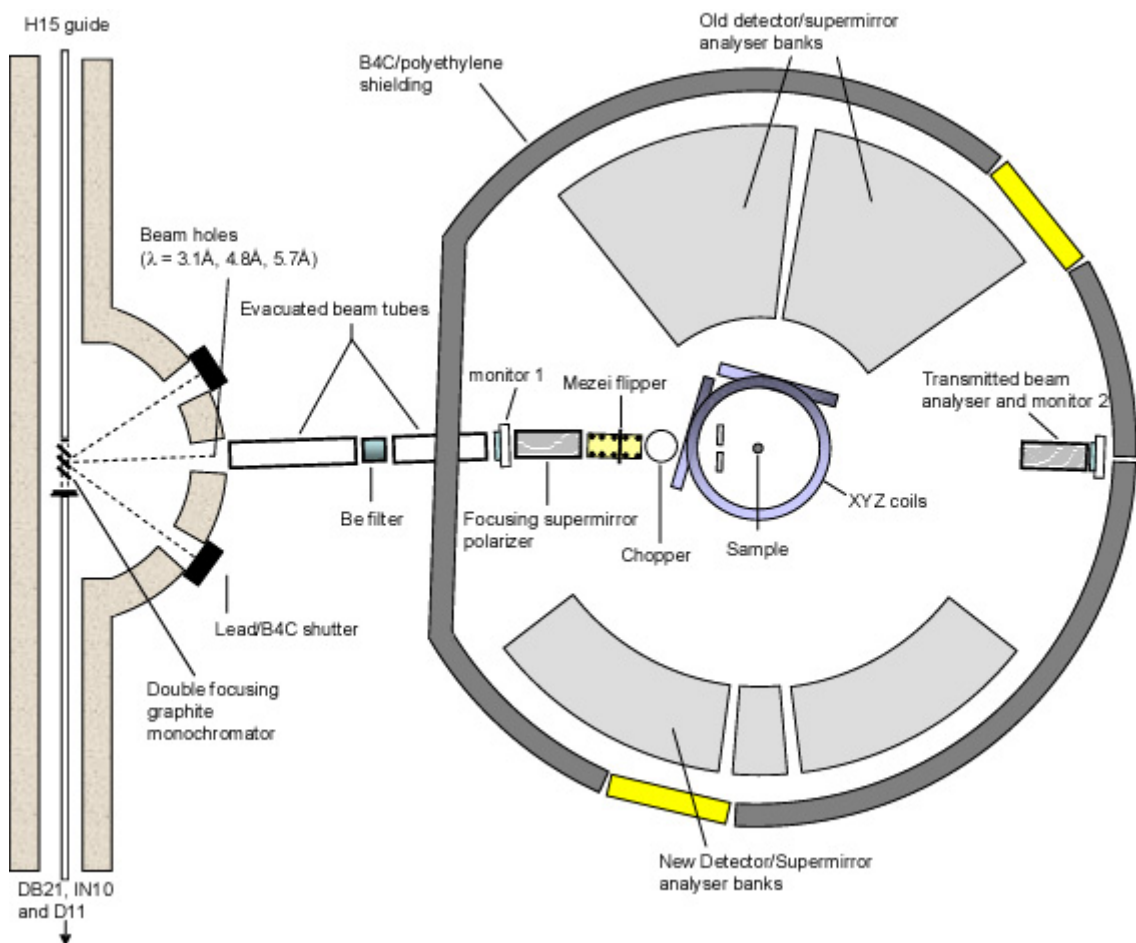 H15 guide
Old detector/supermirror
analyser banks
B4C/polyethylene
shielding
Beam holes
(λ = 3.1Å, 4.8Å, 5.7Å)
Evacuated beam tubes
monitor 1
Mezei flipper
Transmitted beam
analyser and monitor 2
XYZ coils
Be filter
Focusing supermirror
polarizer
Chopper
Sample
Lead/B4C shutter
Double focusing
graphite
monochromator
New Detector/Supermirror
analyser banks
DB21, IN10
and D11